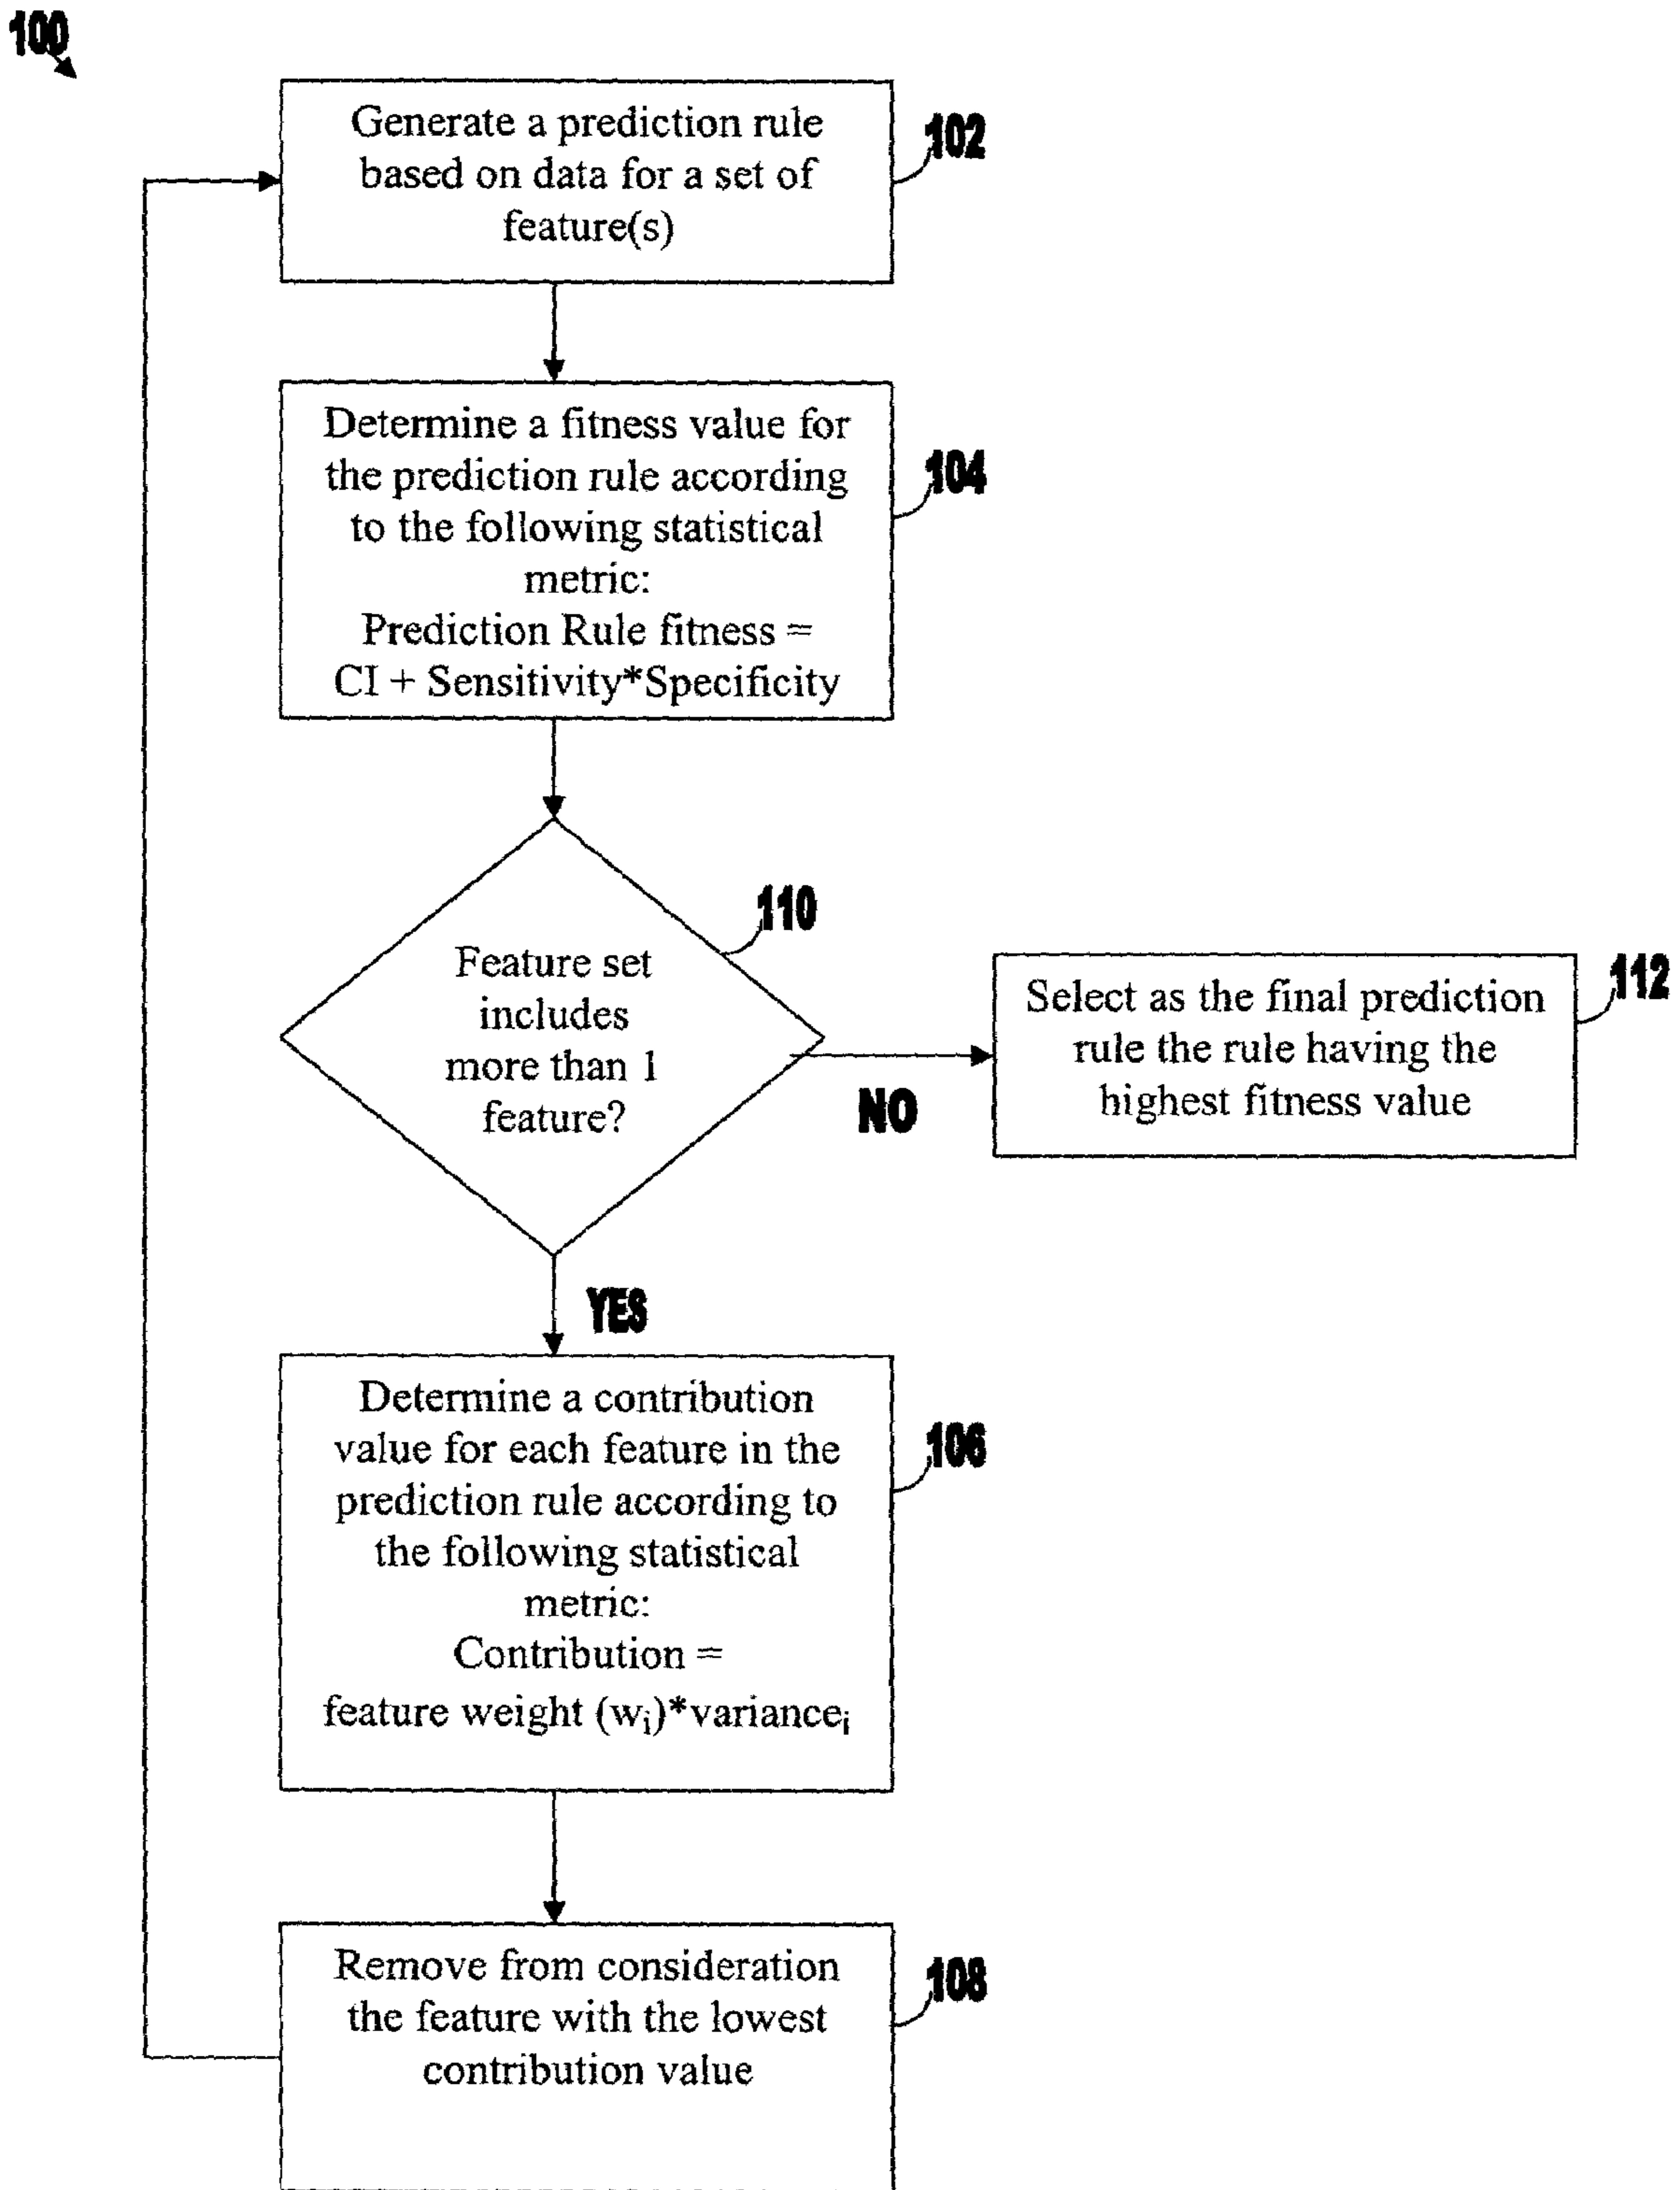 100
Generate a prediction rule
based on data for a set of
feature(s)
102
Determine a fitness value for
the prediction rule according
to the following statistical
metric:
Prediction Rule fitness =
CI + Sensitivity*Specificity
104
Feature set
includes
more than 1
feature?
110
NO
Select as the final prediction
rule the rule having the
highest fitness value
112
YES
Determine a contribution
value for each feature in the
prediction rule according to
the following statistical
metric:
Contribution =
feature weight (wi)*variancei
106
Remove from consideration
the feature with the lowest
contribution value
108